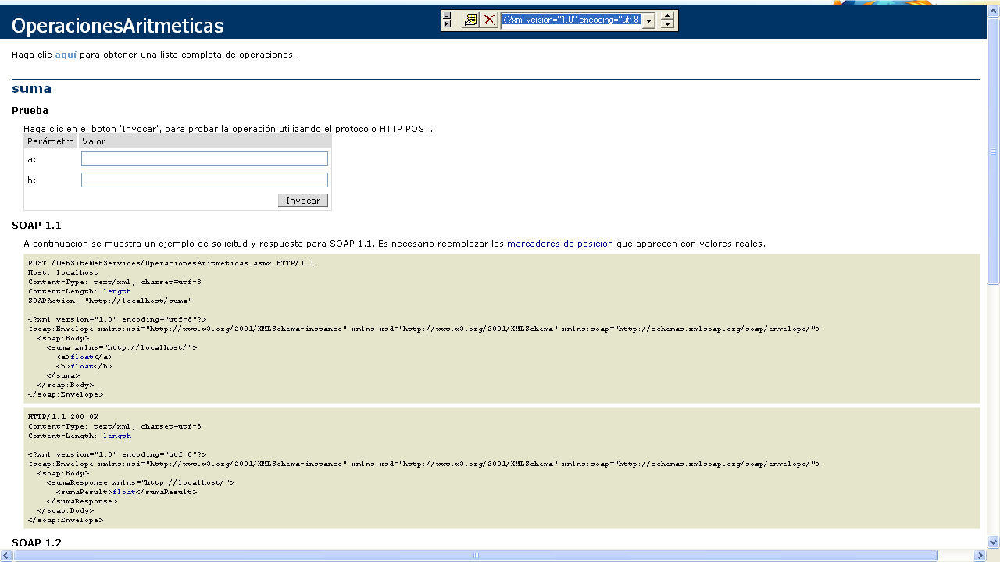 OperacionesAritmeticas
<?xml version="1.0" encoding="utf-8
Haga clic aquí para obtener una lista completa de operaciones.
suma
Prueba
Haga clic en el botón 'Invocar', para probar la operación utilizando el protocolo HTTP POST.
Parámetro Valor
a:
b:
Invocar
SOAP 1.1
A continuación se muestra un ejemplo de solicitud y respuesta para SOAP 1.1. Es necesario reemplazar los marcadores de posición que aparecen con valores reales.
POST /WebSiteWebServices/OperacionesAritmeticas.asmx HTTP/1.1
Host: localhost
Content-Type: text/xml; charset=utf-8
Content-Length: length
SOAPAction: "http://localhost/suma"
<?xml version="1.0" encoding="utf-8"?>
<soap:Envelope xmlns:xsi="http://www.w3.org/2001/XMLSchema-instance" xmlns:xsd="http://www.w3.org/2001/XMLSchema" xmlns:soap="http://schemas.xmlsoap.org/soap/envelope/">
<soap:Body>
<suma xmlns="http://localhost/">
<a>float</a>
<b>float</b>
</suma>
</soap:Body>
</soap:Envelope>
HTTP/1.1 200 OK
Content-Type: text/xml; charset=utf-8
Content-Length: length
<?xml version="1.0" encoding="utf-8"?>
<soap:Envelope xmlns:xsi="http://www.w3.org/2001/XMLSchema-instance" xmlns:xsd="http://www.w3.org/2001/XMLSchema" xmlns:soap="http://schemas.xmlsoap.org/soap/envelope/">
<soap:Body>
<sumaResponse xmlns="http://localhost/">
<sumaResult>float</sumaResult>
</sumaResponse>
</soap:Body>
</soap:Envelope>
SOAP 1.2